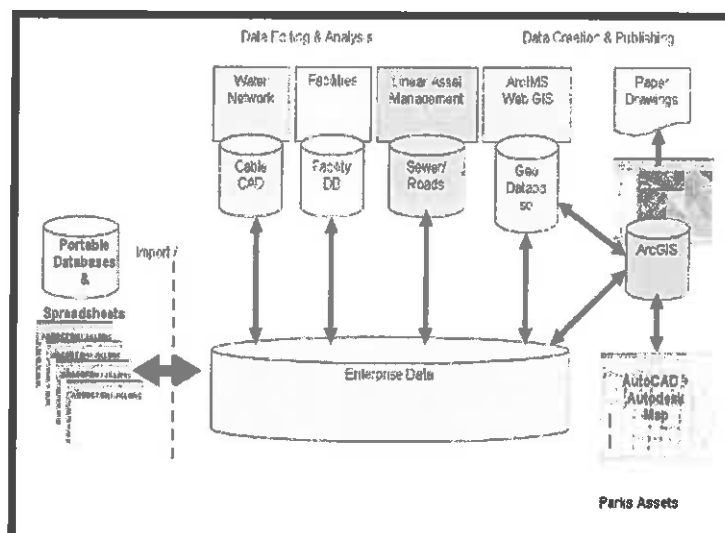 Data Editing & Analysis
Data Creation & Publishing
Water
Network
Facilities
Linear Asset
Management
ArcIMS
Web GIS
Paper
Drawings
Cable
CAD
Facility
DB
Sewer/
Roads
Geo
Databa
se
ArcGIS
Portable
Databases
&
Spreadsheets
Import /
Enterprise Data
AutoCAD
Autodesk
Map
Parks Assets